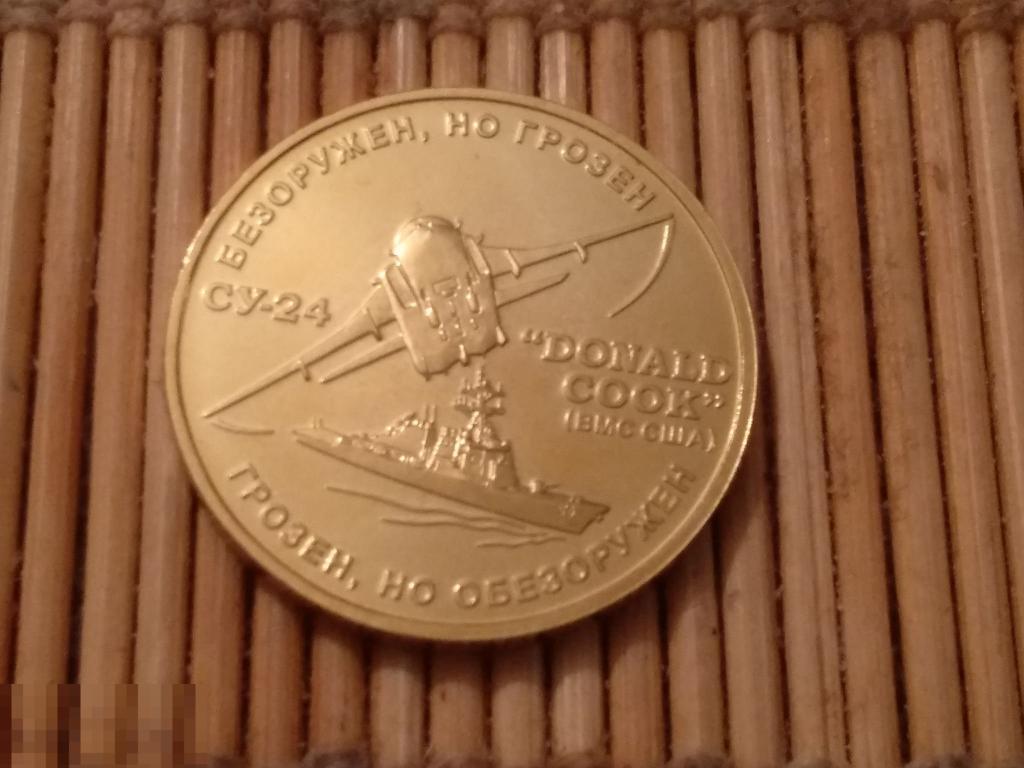 БЕЗОРУЖЕН, НО ГРОЗЕН
СУ-24
“DONALD
COOK”
(ВМС США)
ГРОЗЕН, НО ОБЕЗОРУЖЕН